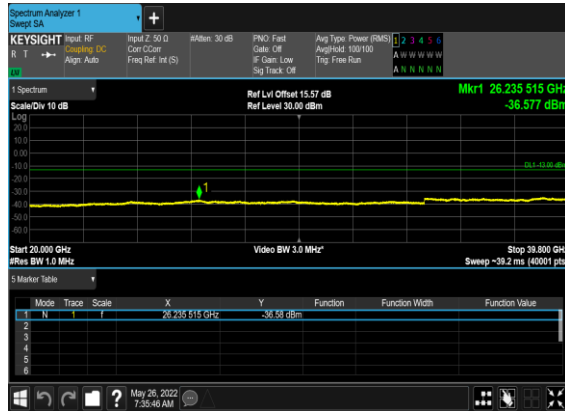 Spectrum Analyzer 1
Swept SA
+
KEYSIGHT Input: RF Input Z: 50 Ω #Atten: 30 dB PNO: Fast Avg Type: Power (RMS) 1 2 3 4 5 6
R T Coupling: DC Corr CCorr Gate: Off Avg|Hold: 100/100 A W W W W W
Align: Auto Freq Ref: Int (S) IF Gain: Low Trig: Free Run
LW Sig Track: Off A N N N N N
1 Spectrum Ref Lvl Offset 15.57 dB Mkr1 26.235 515 GHz
Scale/Div 10 dB Ref Level 30.00 dBm -36.577 dBm
Log
20.0
10.0
0.00
-10.0 DL1 -13.00 dBm
-20.0
-30.0 1
-40.0
-50.0
-60.0
Start 20.000 GHz Video BW 3.0 MHz* Stop 39.800 GHz
#Res BW 1.0 MHz Sweep ~39.2 ms (40001 pts)
5 Marker Table
Mode Trace Scale X Y Function Function Width Function Value
1 N 1 f 26.235 515 GHz -36.58 dBm
2
3
4
5
6
? May 26, 2022
7:35:46 AM